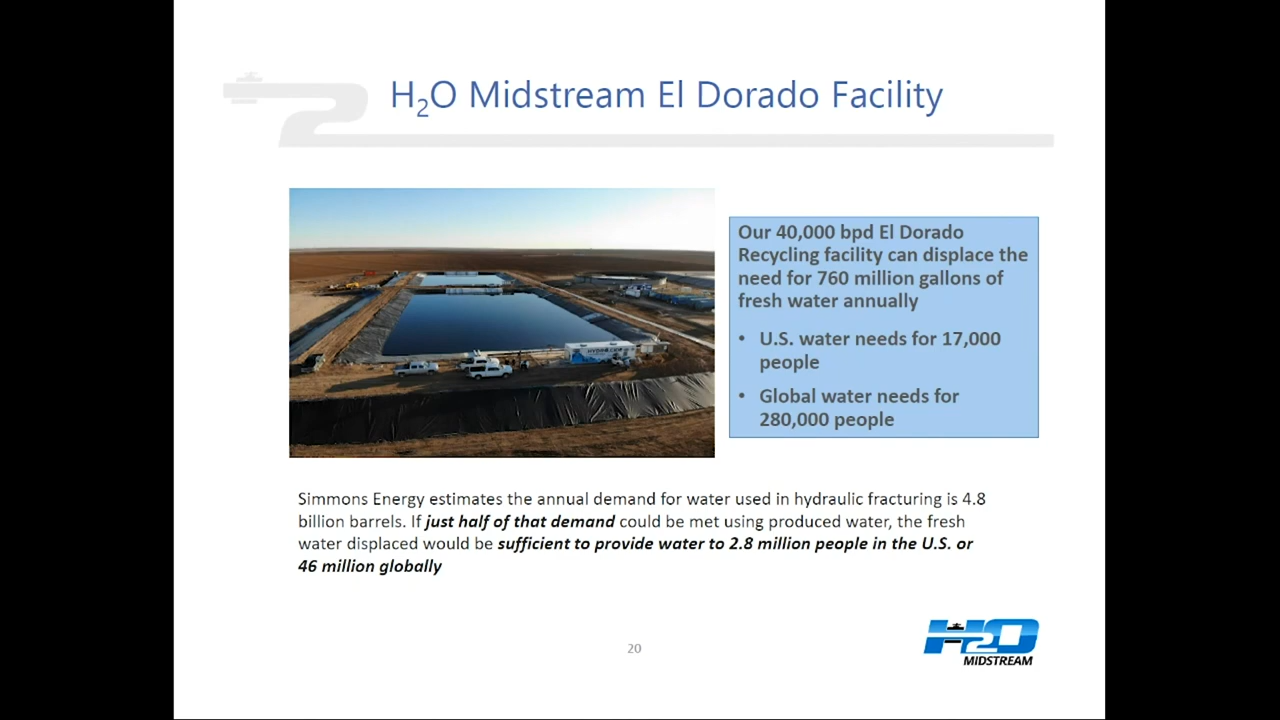 H₂O Midstream El Dorado Facility
Our 40,000 bpd El Dorado
Recycling facility can displace the
need for 760 million gallons of
fresh water annually
• U.S. water needs for 17,000
people
• Global water needs for
280,000 people
Simmons Energy estimates the annual demand for water used in hydraulic fracturing is 4.8
billion barrels. If just half of that demand could be met using produced water, the fresh
water displaced would be sufficient to provide water to 2.8 million people in the U.S. or
46 million globally
20
H2O
MIDSTREAM